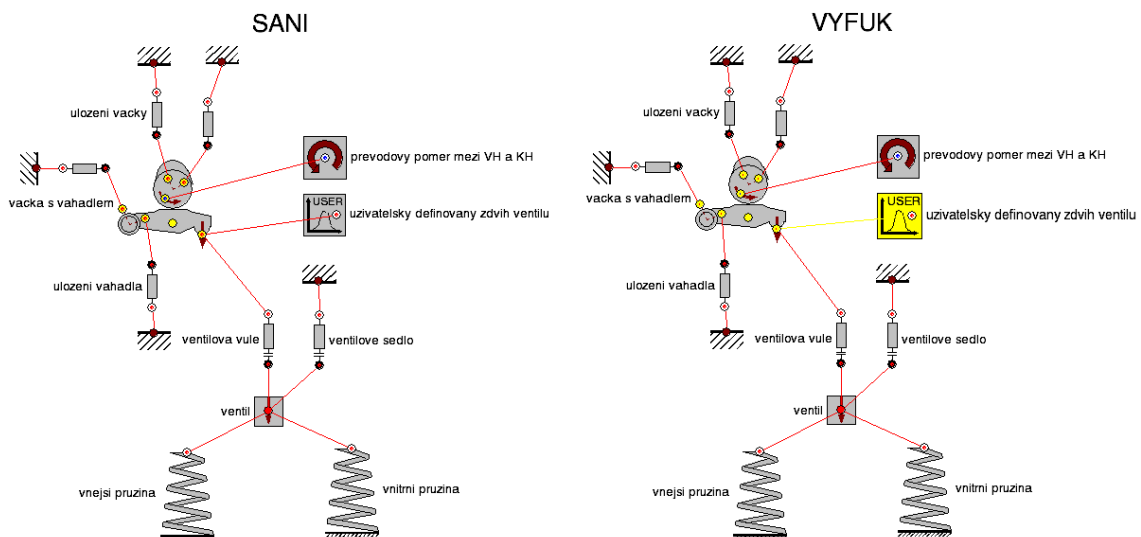 SANI
VYFUK
ulozeni vacky
prevodovy pomer mezi VH a KH
vacka s vahadlem
USER
uzivatelsky definovany zdvih ventilu
ulozeni vahadla
ventilova vule
ventilove sedlo
ventil
vnejsi pruzina
vnitrni pruzina
ulozeni vacky
prevodovy pomer mezi VH a KH
vacka s vahadlem
USER
uzivatelsky definovany zdvih ventilu
ulozeni vahadla
ventilova vule
ventilove sedlo
ventil
vnejsi pruzina
vnitrni pruzina